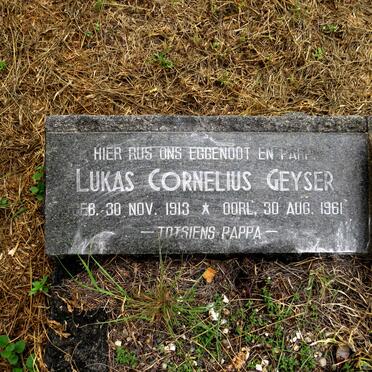 HIER RUS ONS EGGENOOT EN PAPPA
LUKAS CORNELIUS GEYSER
GEB. 30 NOV. 1913 ★ OORL. 30 AUG. 1961
— TOTSIENS PAPPA —